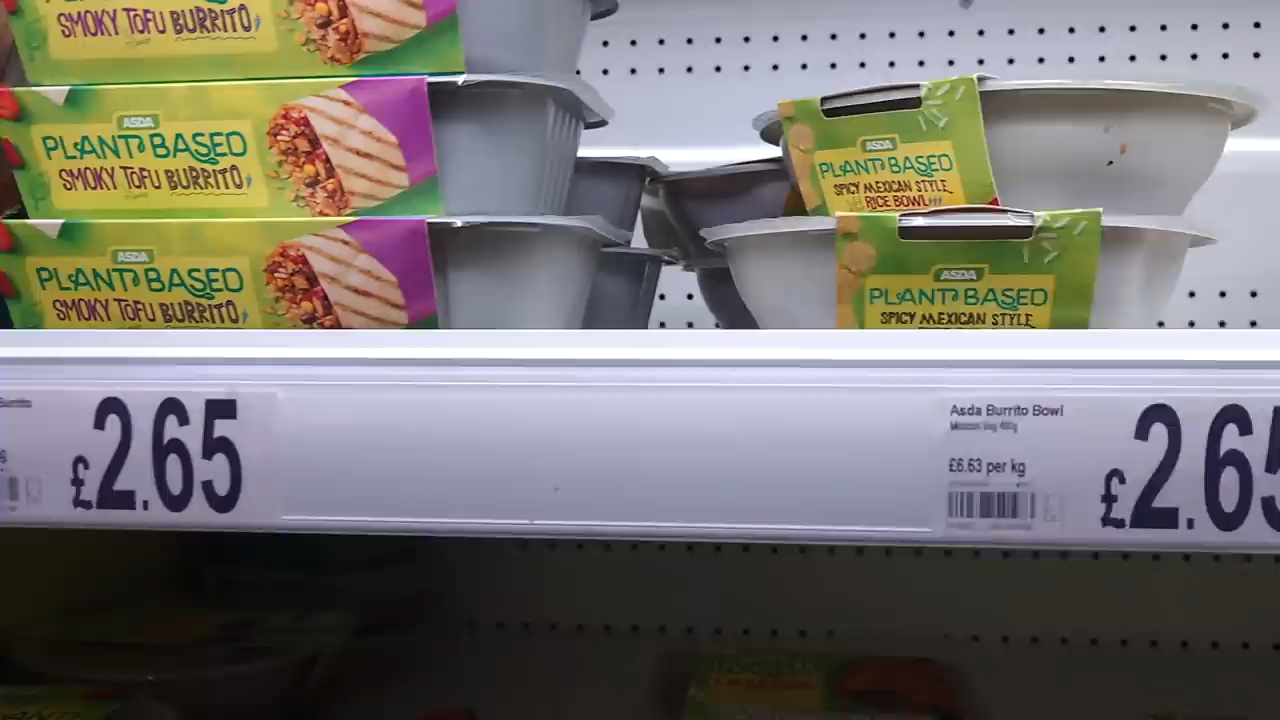 SMOKY TOFU BURRITO
ASDA
PLANT BASED
SMOKY TOFU BURRITO
ASDA
PLANT BASED
SMOKY TOFU BURRITO
ASDA
PLANT BASED
SPICY MEXICAN STYLE
RICE BOWL
ASDA
PLANT BASED
SPICY MEXICAN STYLE
Burrito
£2.65
Asda Burrito Bowl
£6.63 per kg
£2.65